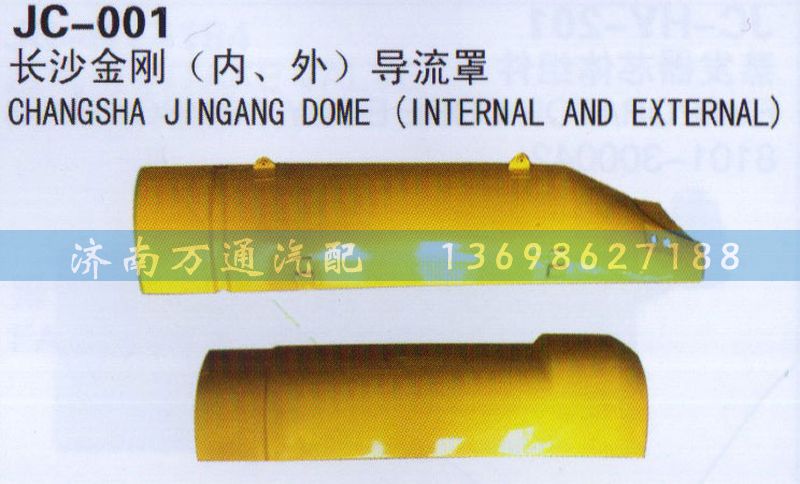 JC-001
长沙金刚（内、外）导流罩
CHANGSHA JINGANG DOME (INTERNAL AND EXTERNAL)
济南万通汽配 13698627188